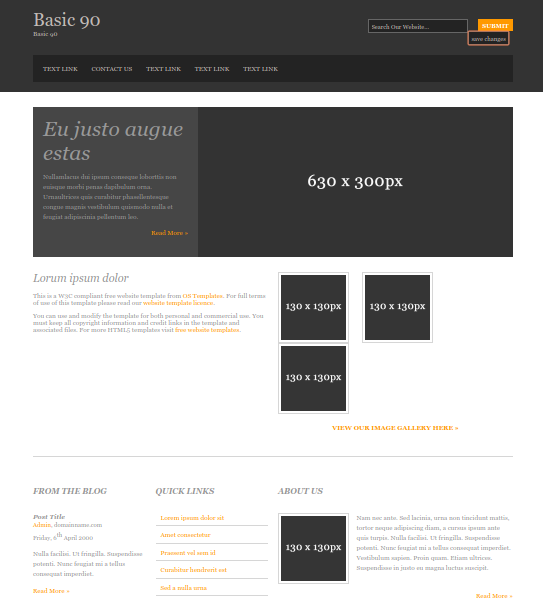 Basic 90
Basic 90
Search Our Website...
SUBMIT
save changes
TEXT LINK
CONTACT US
TEXT LINK
TEXT LINK
TEXT LINK
Eu justo augue
estas
Nullamlacus dui ipsum conseque loborttis non
euisque morbi penas dapibulum orna.
Urnaultrices quis curabitur phasellentesque
congue magnis vestibulum quismodo nulla et
feugiat adipiscinia pellentum leo.
Read More »
630 x 300px
Lorum ipsum dolor
This is a W3C compliant free website template from OS Templates. For full terms
of use of this template please read our website template licence.
You can use and modify the template for both personal and commercial use. You
must keep all copyright information and credit links in the template and
associated files. For more HTML5 templates visit free website templates.
130 x 130px
130 x 130px
130 x 130px
VIEW OUR IMAGE GALLERY HERE »
FROM THE BLOG
Post Title
Admin, domainname.com
Friday, 6th April 2000
Nulla facilisi. Ut fringilla. Suspendisse
potenti. Nunc feugiat mi a tellus
consequat imperdiet.
Read More »
QUICK LINKS
Lorem ipsum dolor sit
Amet consectetur
Praesent vel sem id
Curabitur hendrerit est
Sed a nulla urna
ABOUT US
130 x 130px
Nam nec ante. Sed lacinia, urna non tincidunt mattis,
tortor neque adipiscing diam, a cursus ipsum ante
quis turpis. Nulla facilisi. Ut fringilla. Suspendisse
potenti. Nunc feugiat mi a tellus consequat imperdiet.
Vestibulum sapien. Proin quam. Etiam ultrices.
Suspendisse in justo eu magna luctus suscipit.
Read More »